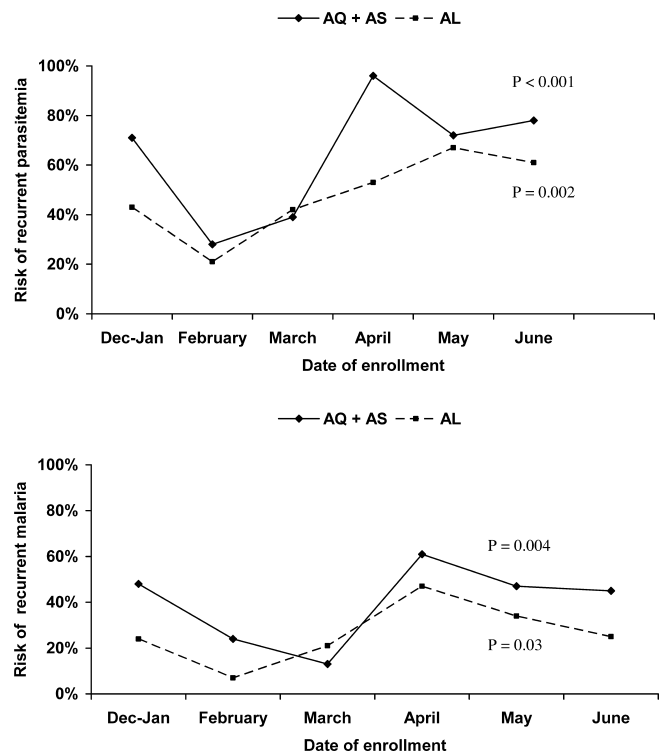 AQ + AS AL
Risk of recurrent parasitemia
100%
80%
60%
40%
20%
0%
P < 0.001
P = 0.002
Dec-Jan February March April May June
Date of enrollment
AQ + AS AL
Risk of recurrent malaria
100%
80%
60%
40%
20%
0%
P = 0.004
P = 0.03
Dec-Jan February March April May June
Date of enrollment